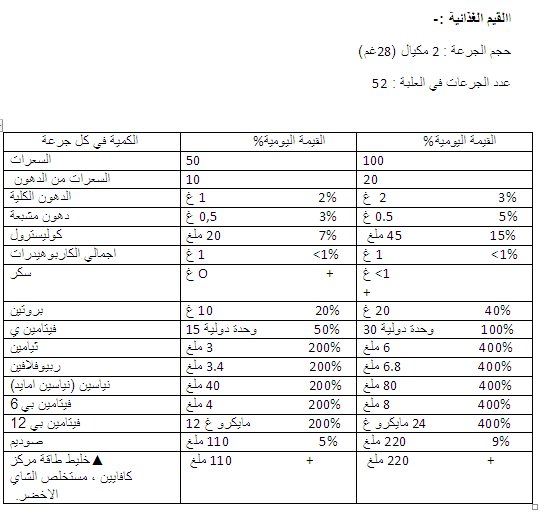 االقيم الغذائية :-
حجم الجرعة : 2 مكيال (28غم)
عدد الجرعات في العلبة : 52
الكمية في كل جرعة القيمة اليومية% القيمة اليومية%
السعرات 50 100
السعرات من الدهون 10 20
الدهون الكلية 1 غ 2% 2 غ 3%
دهون مشبعة 0,5 غ 3% 0.5 غ 5%
كوليسترول 20 ملغ 7% 45 ملغ 15%
اجمالي الكاربوهيدرات 1 غ <1% 1 غ <1%
سكر O غ + <1 غ
+
بروتين 10 غ 20% 20 غ 40%
فيتامين ي 15 وحدة دولية 50% 30 وحدة دولية 100%
ثيامين 3 ملغ 200% 6 ملغ 400%
ريبوفلافين 3.4 ملغ 200% 6.8 ملغ 400%
نياسين (نياسين امايد) 40 ملغ 200% 80 ملغ 400%
فيتامين بي 6 4 ملغ 200% 8 ملغ 400%
فيتامين بي 12 12 مايكرو غ 200% 24 مايكرو غ 400%
صوديم 110 ملغ 5% 220 ملغ 9%
▲خليط طاقة مركز 110 ملغ + 220 ملغ +
كافايين ، مستخلص الشاي
الاخضر.